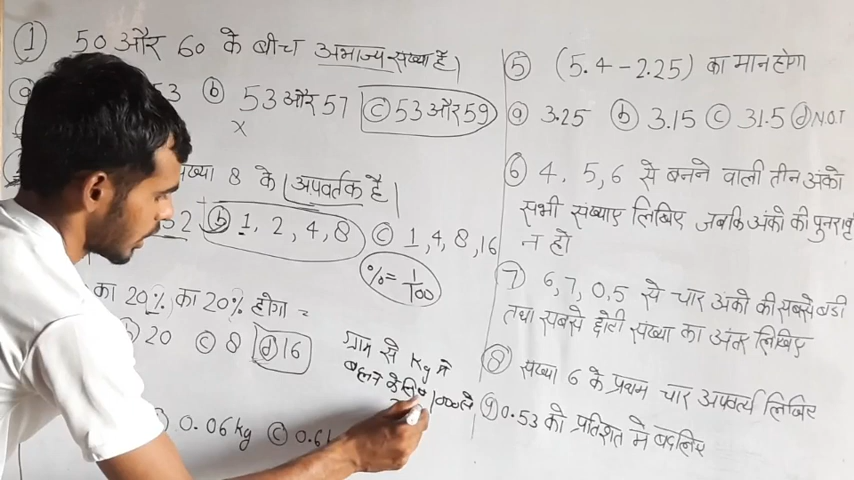 ① 50 और 60 के बीच अभाज्य संख्या है।
ⓐ 53 ⓑ 53 और 57 ⓒ 53 और 59
×
संख्या 8 के अपवर्तक है।
32 ⓑ 1, 2, 4, 8 ⓒ 1, 4, 8, 16
% = 1/100
का 20% का 20% होगा =
ⓑ 20 ⓒ 8 ⓓ 16
ग्राम से kg मे
1000 से
0.06 kg ⓒ 0.6
⑤ (5.4 - 2.25) का मान होगा
ⓐ 3.25 ⓑ 3.15 ⓒ 31.5 ⓓ NOT
⑥ 4, 5, 6 से बनने वाली तीन अंको
सभी संख्याए लिखिए जबकि अंको की पुनरावृ
न हो
⑦ 6, 7, 0, 5 से चार अंको की सबसे बडी
तथा सबसे छोटी संख्या का अंतर लिखिए
⑧ संख्या 6 के प्रथम चार अपवर्त्य लिखिए
⑨ 0.53 को प्रतिशत मे बदलिए